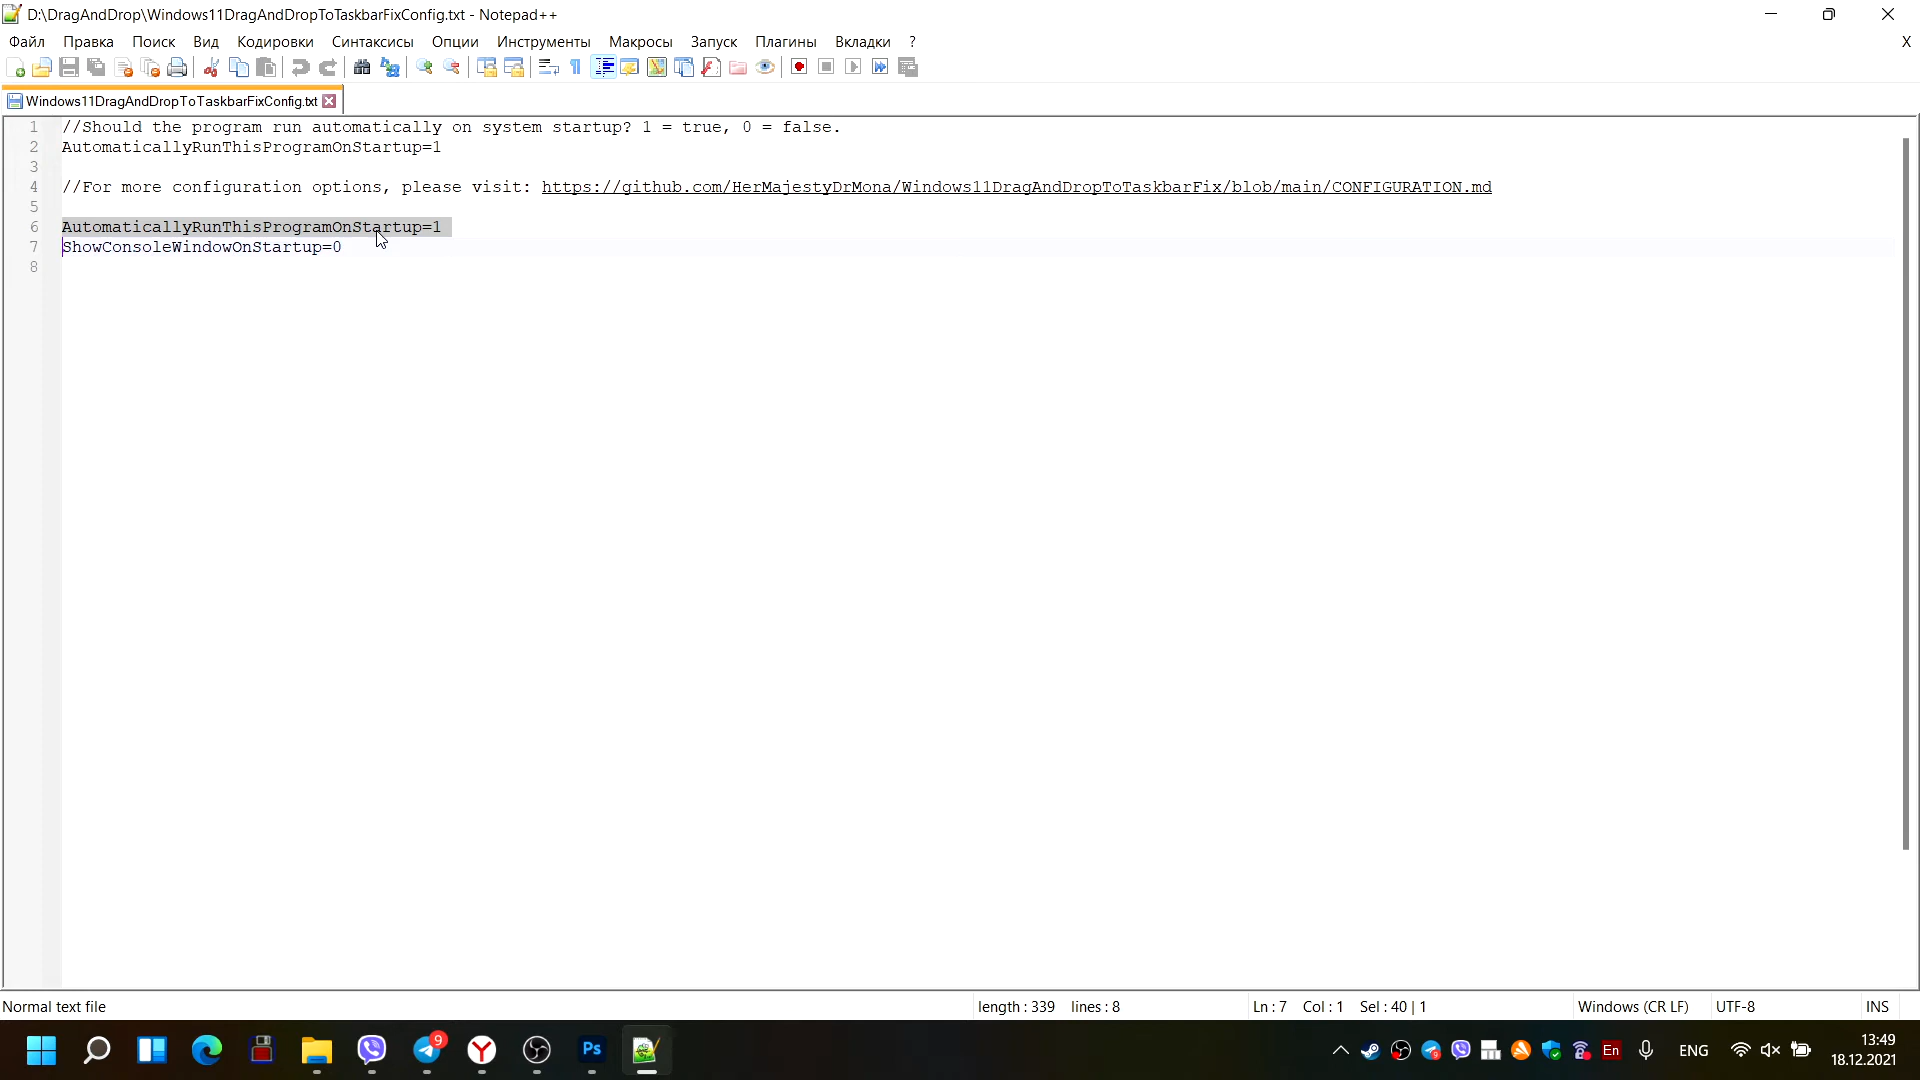 D:\DragAndDrop\Windows11DragAndDropToTaskbarFixConfig.txt - Notepad++
Файл Правка Поиск Вид Кодировки Синтаксисы Опции Инструменты Макросы Запуск Плагины Вкладки ? X
Windows11DragAndDropToTaskbarFixConfig.txt
1 //Should the program run automatically on system startup? 1 = true, 0 = false.
2 AutomaticallyRunThisProgramOnStartup=1
3
4 //For more configuration options, please visit: https://github.com/HerMajestyDrMona/Windows11DragAndDropToTaskbarFix/blob/main/CONFIGURATION.md
5
6 AutomaticallyRunThisProgramOnStartup=1
7 ShowConsoleWindowOnStartup=0
8
Normal text file length : 339 lines : 8 Ln : 7 Col : 1 Sel : 40 | 1 Windows (CR LF) UTF-8 INS
9 Ps En ENG 13:49
18.12.2021